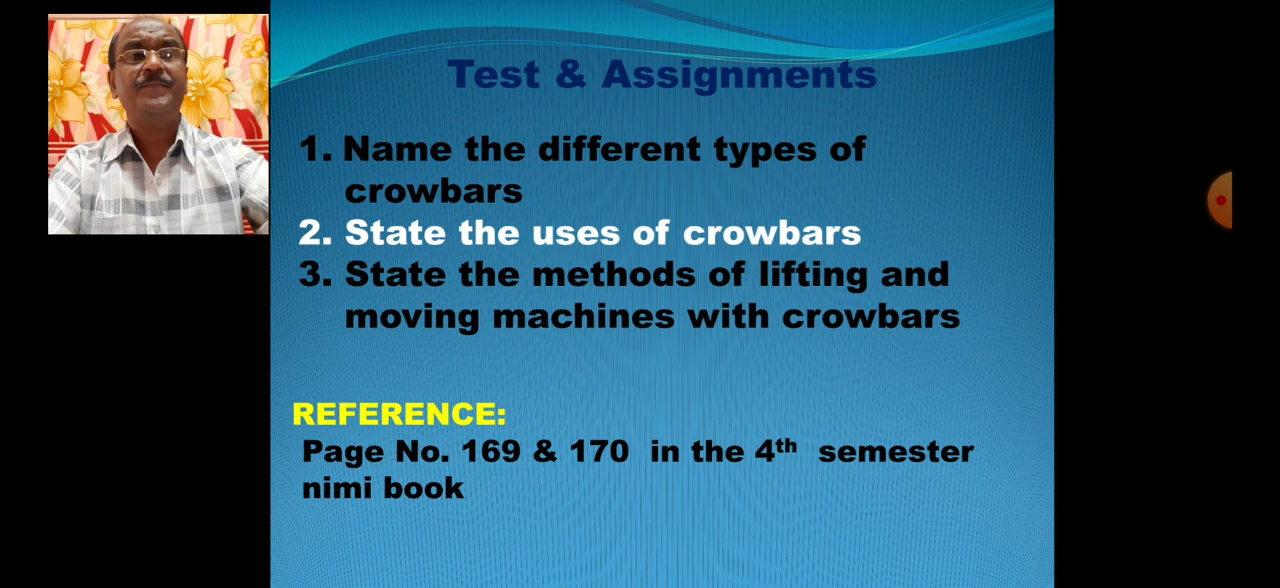 Test & Assignments
1. Name the different types of
crowbars
2. State the uses of crowbars
3. State the methods of lifting and
moving machines with crowbars
REFERENCE:
Page No. 169 & 170 in the 4th semester
nimi book